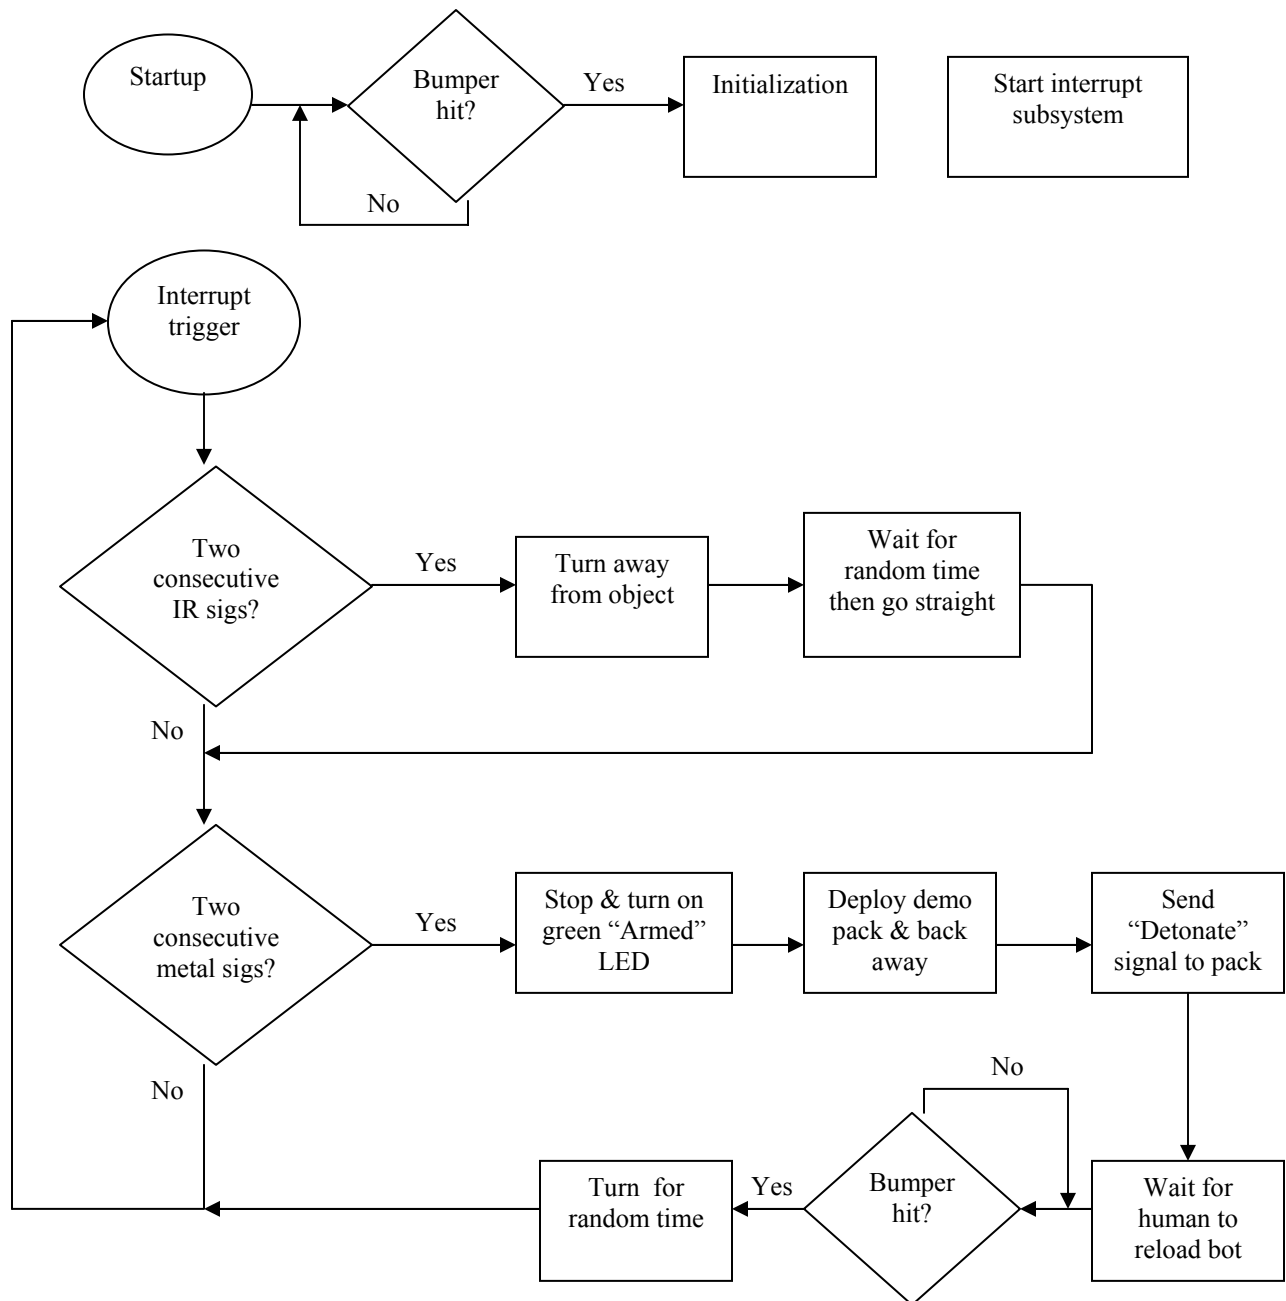 Startup
Bumper
hit?
Yes
No
Initialization
Start interrupt
subsystem
Interrupt
trigger
Two
consecutive
IR sigs?
Yes
No
Turn away
from object
Wait for
random time
then go straight
Two
consecutive
metal sigs?
Yes
No
Stop & turn on
green “Armed”
LED
Deploy demo
pack & back
away
Send
“Detonate”
signal to pack
Wait for
human to
reload bot
No
Bumper
hit?
Yes
Turn for
random time